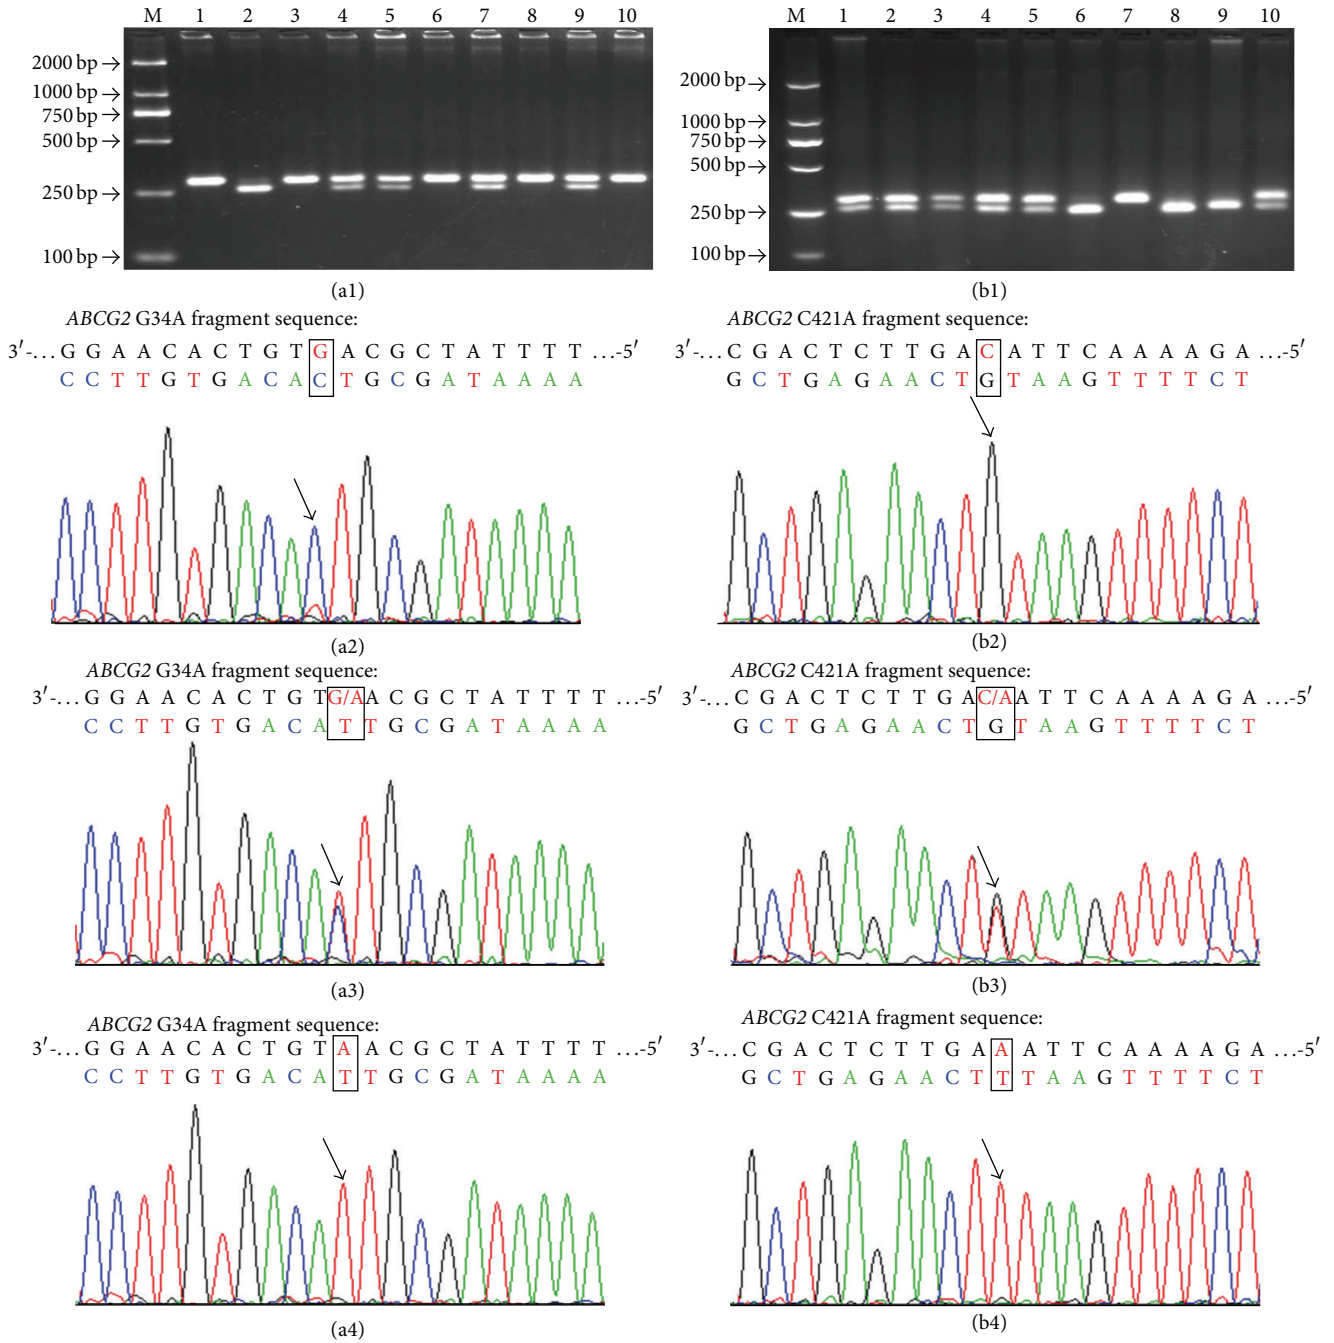 M 1 2 3 4 5 6 7 8 9 10
2000 bp →
1000 bp →
750 bp →
500 bp →
250 bp →
100 bp →
(a1)
M 1 2 3 4 5 6 7 8 9 10
2000 bp →
1000 bp →
750 bp →
500 bp →
250 bp →
100 bp →
(b1)
ABCG2 G34A fragment sequence:
3′-...G G A A C A C T G T G A C G C T A T T T T ...-5′
C C T T G T G A C A C T G C G A T A A A A
(a2)
ABCG2 C421A fragment sequence:
3′-...C G A C T C T T G A C A T T C A A A A G A ...-5′
G C T G A G A A C T G T A A G T T T T C T
(b2)
ABCG2 G34A fragment sequence:
3′-...G G A A C A C T G T G/A A C G C T A T T T T ...-5′
C C T T G T G A C A T T G C G A T A A A A
(a3)
ABCG2 C421A fragment sequence:
3′-...C G A C T C T T G A C/A A T T C A A A A G A ...-5′
G C T G A G A A C T G T A A G T T T T C T
(b3)
ABCG2 G34A fragment sequence:
3′-...G G A A C A C T G T A A C G C T A T T T T ...-5′
C C T T G T G A C A T T G C G A T A A A A
(a4)
ABCG2 C421A fragment sequence:
3′-...C G A C T C T T G A A A T T C A A A A G A ...-5′
G C T G A G A A C T T T A A G T T T T C T
(b4)